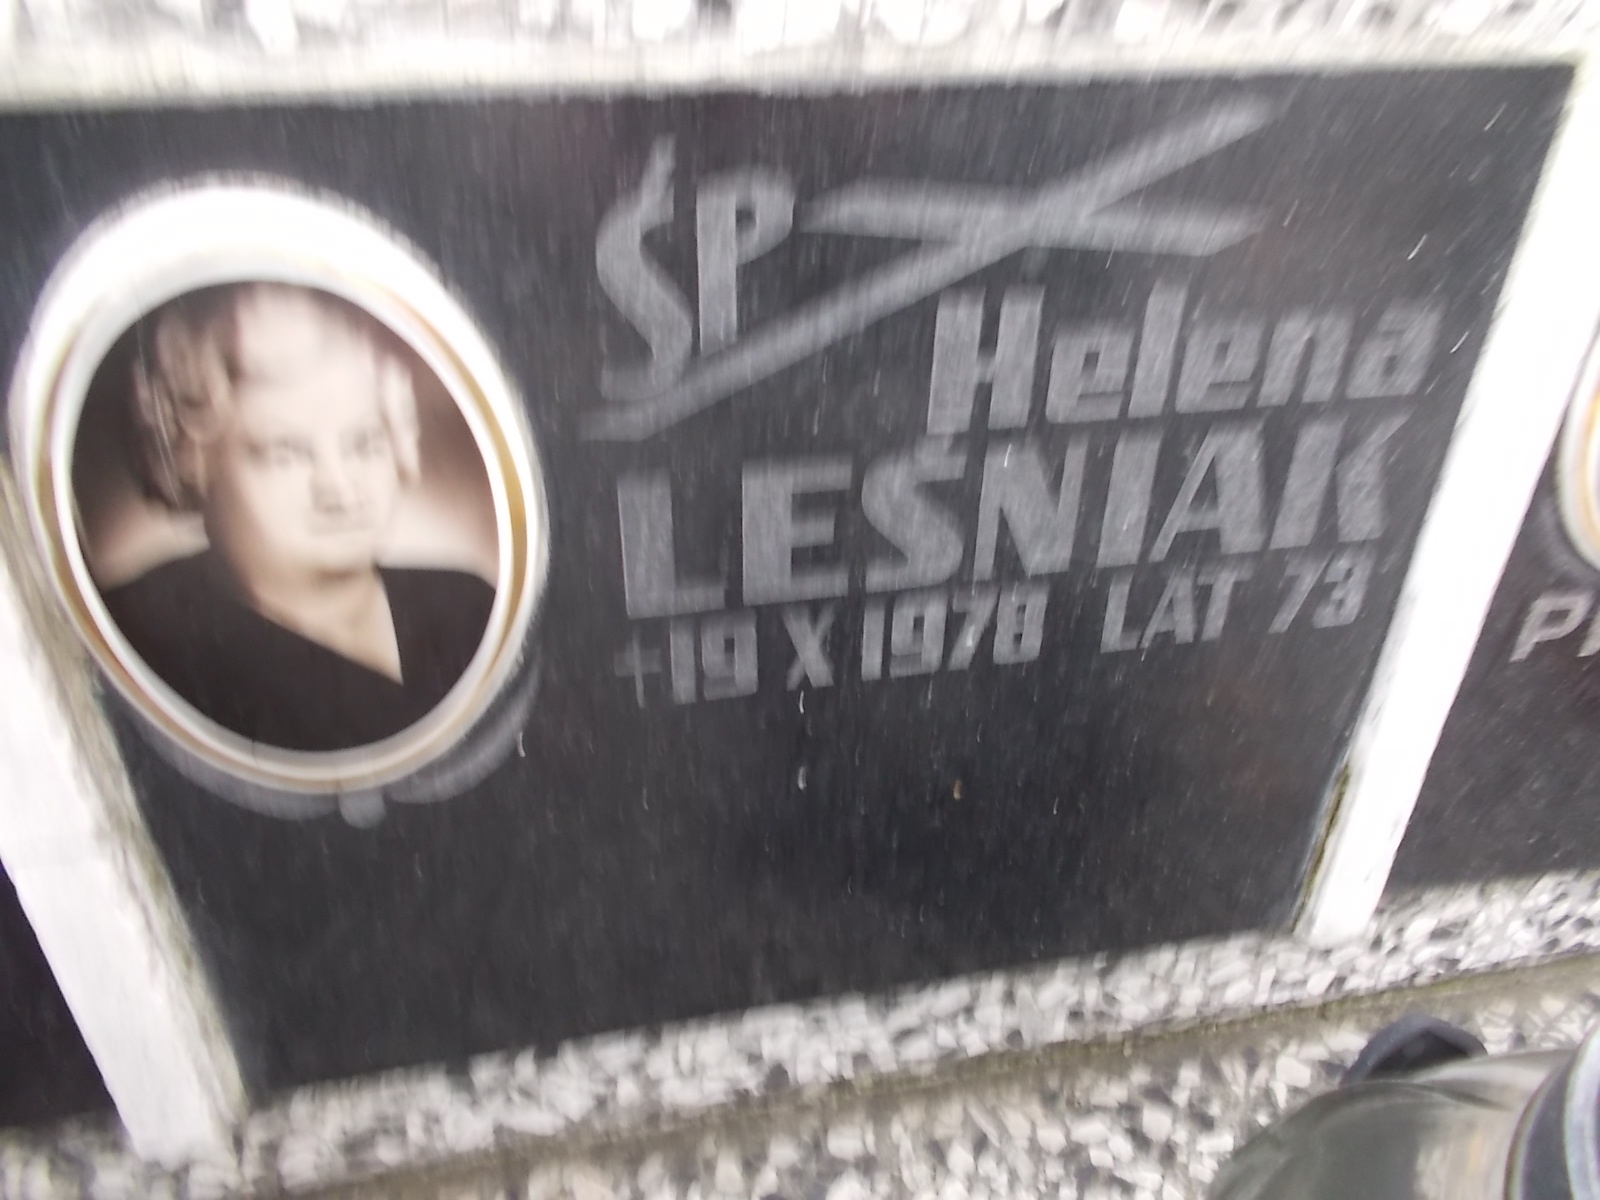 ŚP
Helena
LEŚNIAK
+19 X 1978 LAT 73